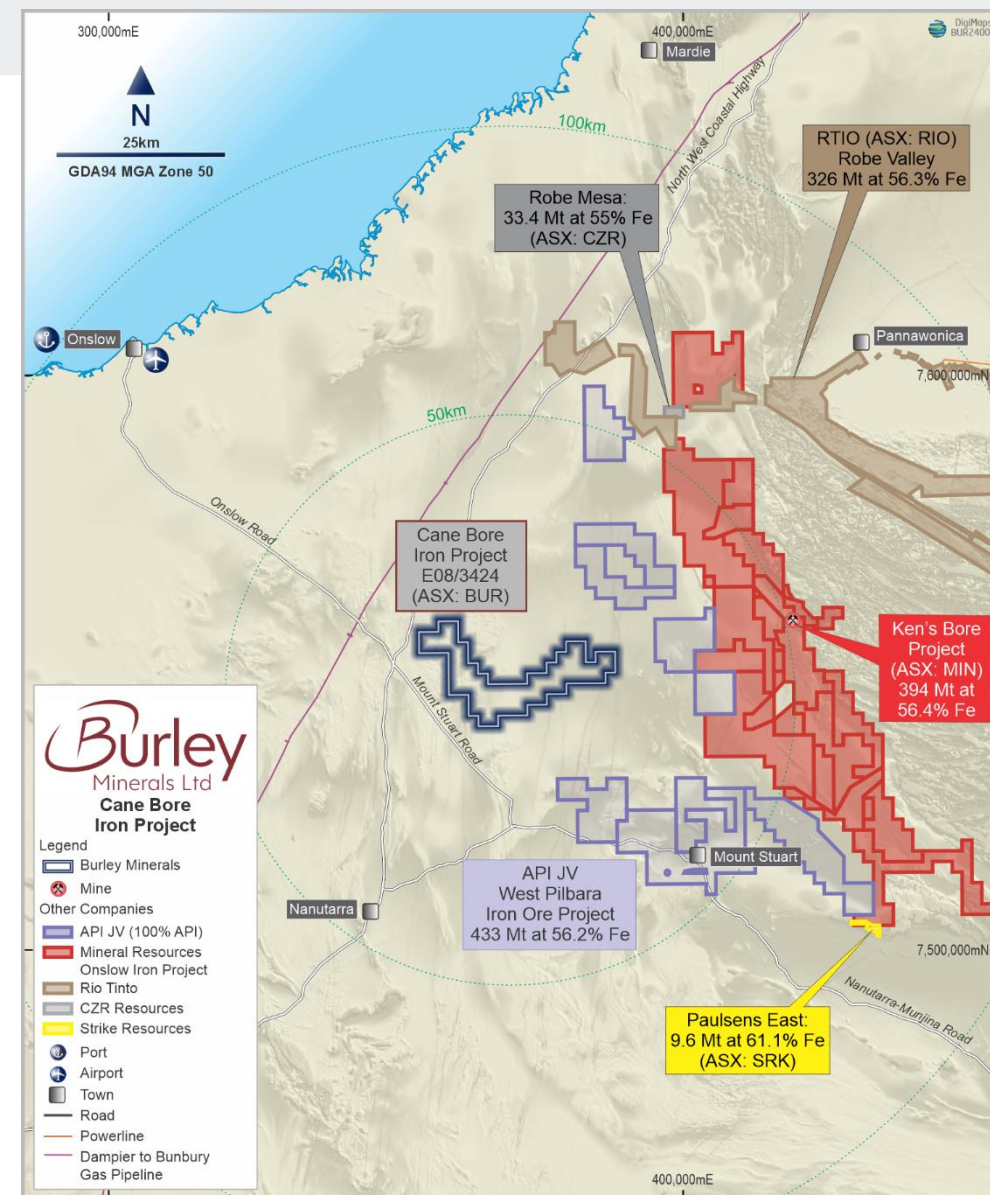 300,000mE
400,000mE
DigiMaps
Mardie
N
25km
GDA94 MGA Zone 50
100km
North West Coastal Highway
RTIO (ASX: RIO)
Robe Valley
326 Mt at 56.3% Fe
Robe Mesa:
33.4 Mt at 55% Fe
(ASX: CZR)
Onslow
Pannawonica
7,600,000mN
50km
Onslow Road
Cane Bore
Iron Project
E08/3424
(ASX: BUR)
Ken's Bore
Project
(ASX: MIN)
394 Mt at
56.4% Fe
Mount Stuart Road
Burley
Minerals Ltd
Cane Bore
Iron Project
Legend
Burley Minerals
Mine
Other Companies
API JV (100% API)
Mineral Resources
Onslow Iron Project
Rio Tinto
CZR Resources
Strike Resources
Port
Airport
Town
Road
Powerline
Dampier to Bunbury
Gas Pipeline
Mount Stuart
API JV
West Pilbara
Iron Ore Project
433 Mt at 56.2% Fe
Nanutarra
7,500,000mN
Nanutarra-Munjina Road
Paulsens East:
9.6 Mt at 61.1% Fe
(ASX: SRK)
400,000mE